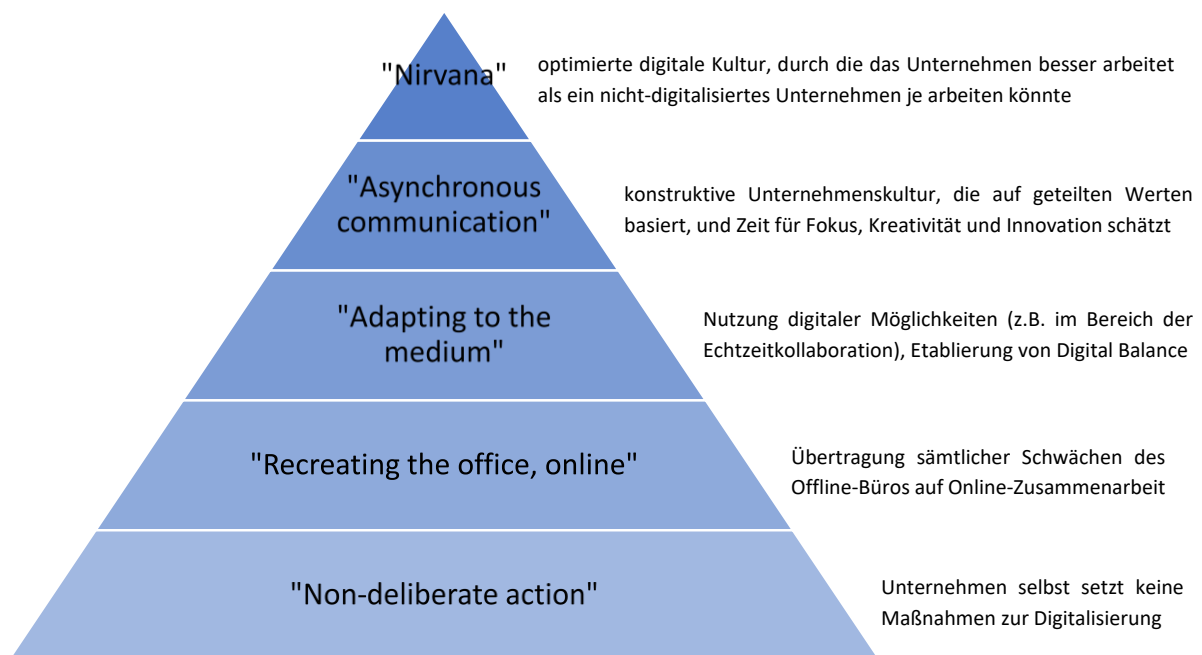 "Nirvana"
optimierte digitale Kultur, durch die das Unternehmen besser arbeitet
als ein nicht-digitalisiertes Unternehmen je arbeiten könnte
"Asynchronous
communication"
konstruktive Unternehmenskultur, die auf geteilten Werten
basiert, und Zeit für Fokus, Kreativität und Innovation schätzt
"Adapting to the
medium"
Nutzung digitaler Möglichkeiten (z.B. im Bereich der
Echtzeitkollaboration), Etablierung von Digital Balance
"Recreating the office, online"
Übertragung sämtlicher Schwächen des
Offline-Büros auf Online-Zusammenarbeit
"Non-deliberate action"
Unternehmen selbst setzt keine
Maßnahmen zur Digitalisierung